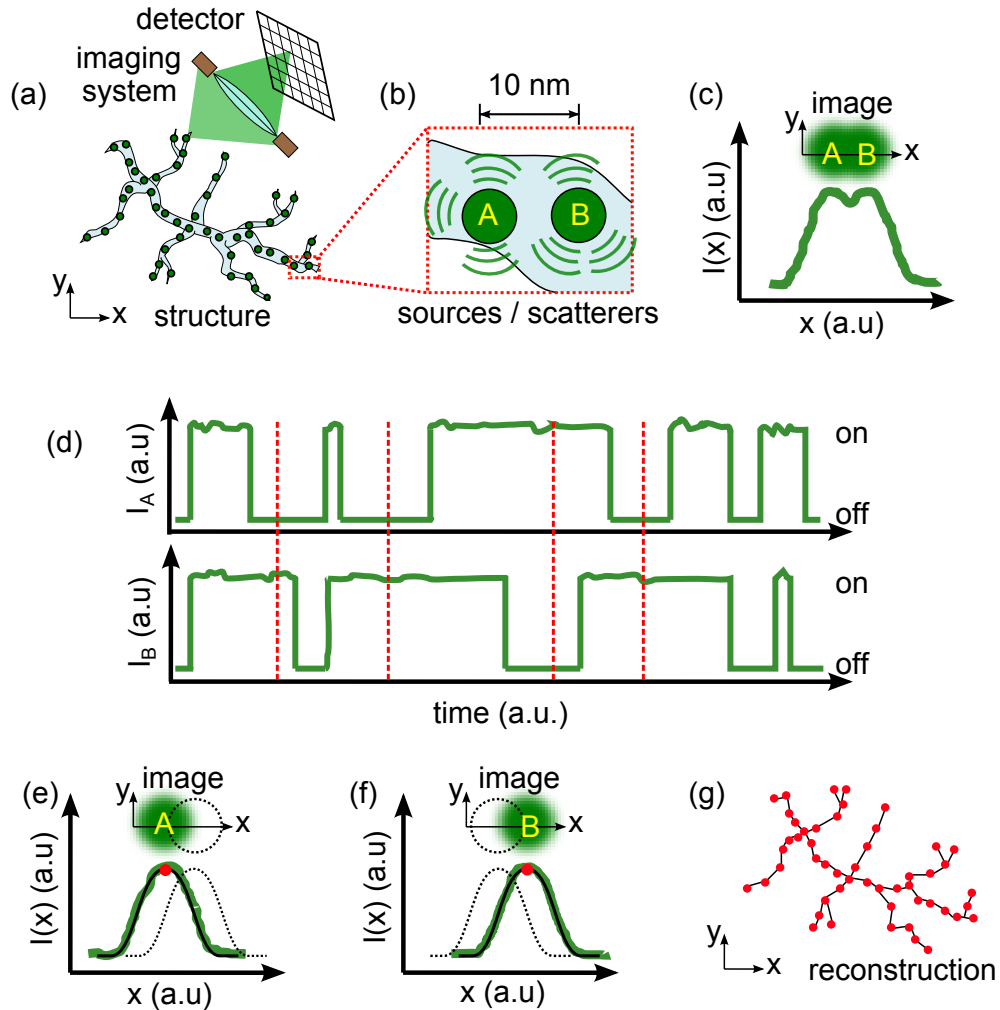 detector
imaging
system
(a)
y
x
structure
(b)
10 nm
A
B
sources / scatterers
(c)
image
y
A B
x
I(x) (a.u)
x (a.u)
(d)
I_A (a.u)
on
off
I_B (a.u)
on
off
time (a.u.)
(e)
image
y
A
x
I(x) (a.u)
x (a.u)
(f)
image
y
B
x
I(x) (a.u)
x (a.u)
(g)
y
x
reconstruction